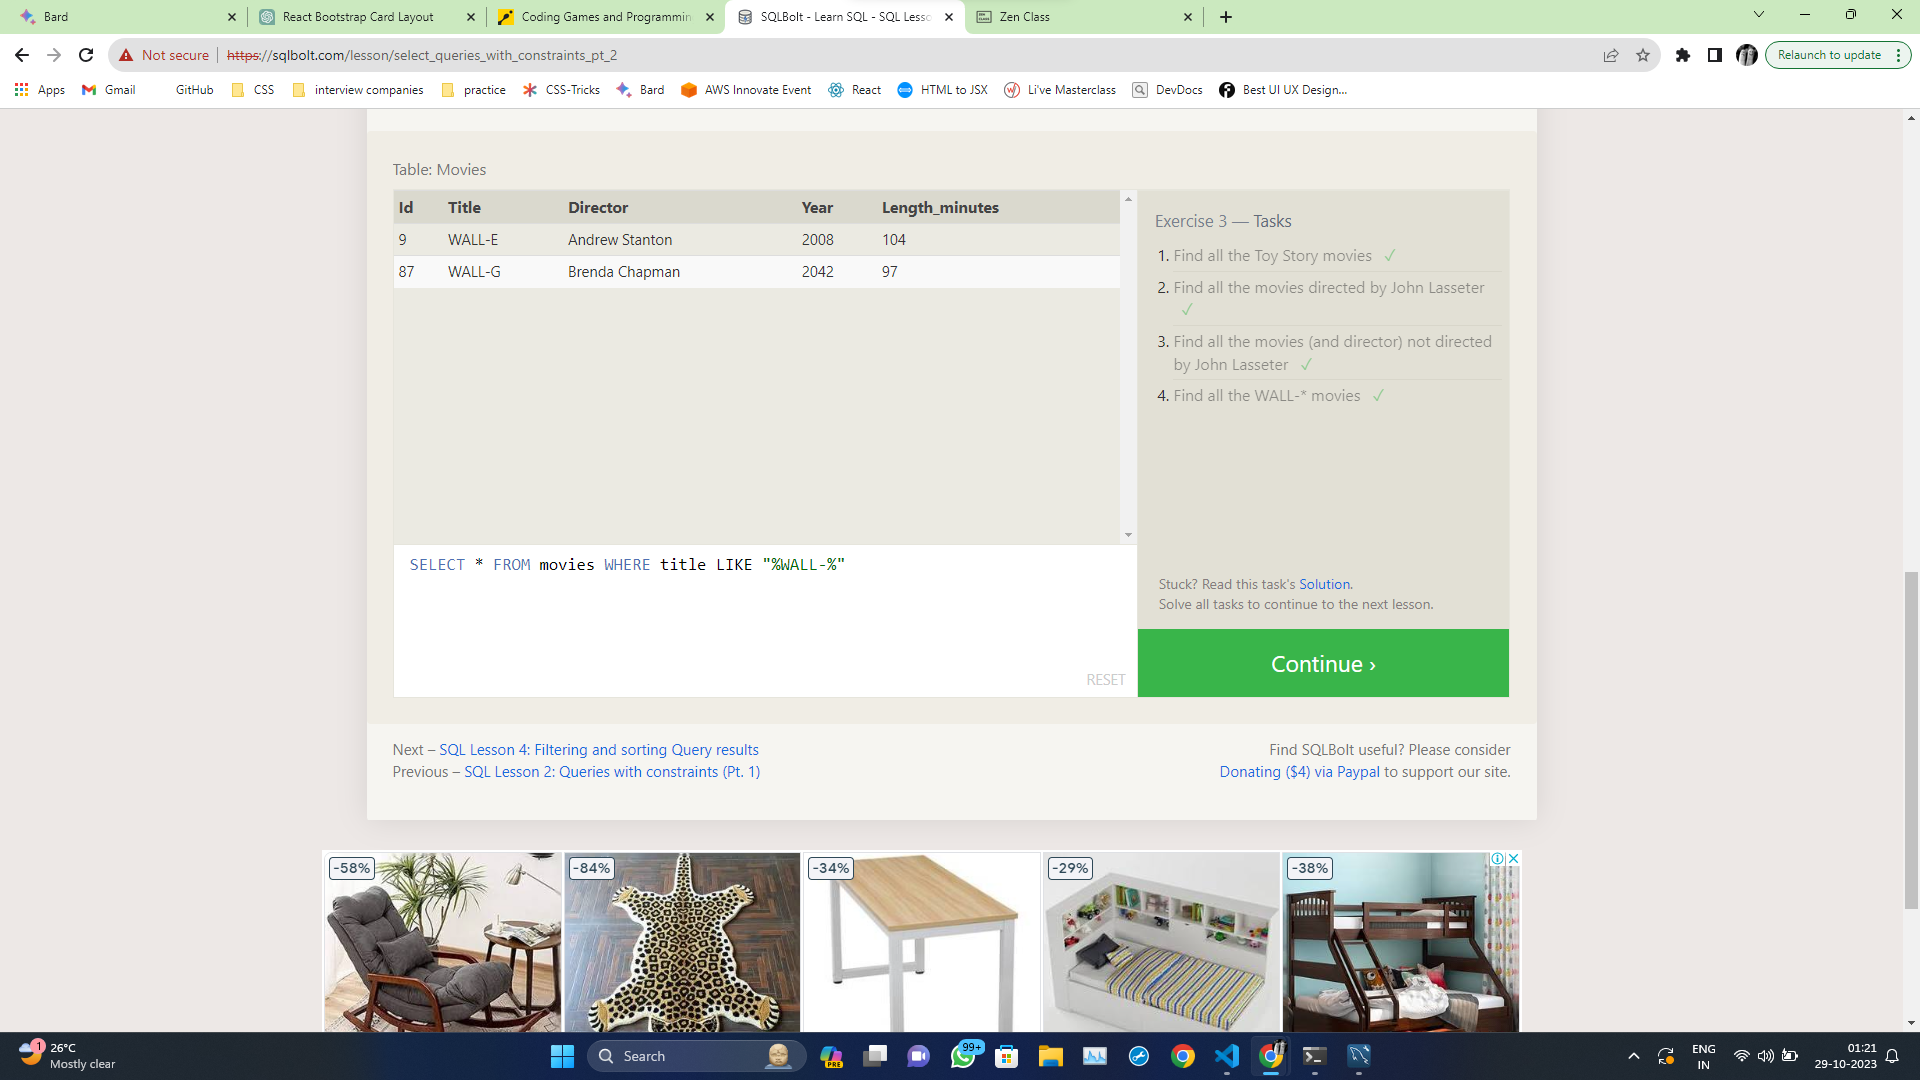 Bard
React Bootstrap Card Layout
Coding Games and Programmin
SQLBolt - Learn SQL - SQL Lesso
Zen Class
Not secure
https://sqlbolt.com/lesson/select_queries_with_constraints_pt_2
Relaunch to update
Apps
Gmail
GitHub
CSS
interview companies
practice
CSS-Tricks
Bard
AWS Innovate Event
React
HTML to JSX
Li've Masterclass
DevDocs
Best UI UX Design...
Table: Movies
Id Title Director Year Length_minutes
9 WALL-E Andrew Stanton 2008 104
87 WALL-G Brenda Chapman 2042 97
SELECT * FROM movies WHERE title LIKE "%WALL-%"
RESET
Exercise 3 — Tasks
1. Find all the Toy Story movies ✓
2. Find all the movies directed by John Lasseter
✓
3. Find all the movies (and director) not directed
by John Lasseter ✓
4. Find all the WALL-* movies ✓
Stuck? Read this task's Solution.
Solve all tasks to continue to the next lesson.
Continue ›
Next – SQL Lesson 4: Filtering and sorting Query results
Previous – SQL Lesson 2: Queries with constraints (Pt. 1)
Find SQLBolt useful? Please consider
Donating ($4) via Paypal to support our site.
-58%
-84%
-34%
-29%
-38%
1
26°C
Mostly clear
Search
PRE
99+
ENG
IN
01:21
29-10-2023